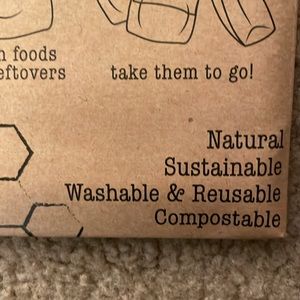 n foods
eftovers
take them to go!
Natural
Sustainable
Washable & Reusable
Compostable